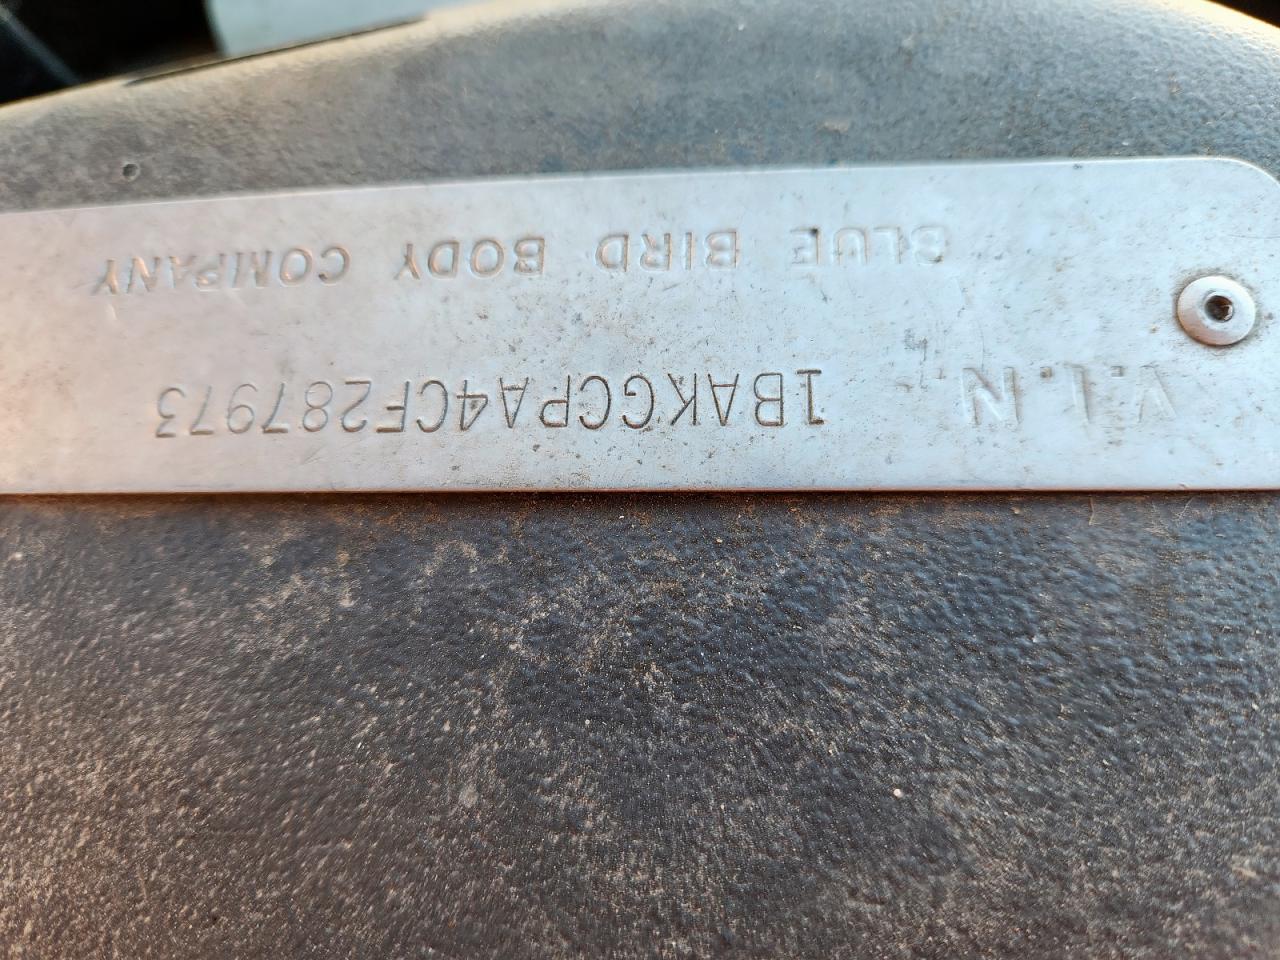 BLUE BIRD BODY COMPANY
V.I.N. 1BAKGCPA4CF287973